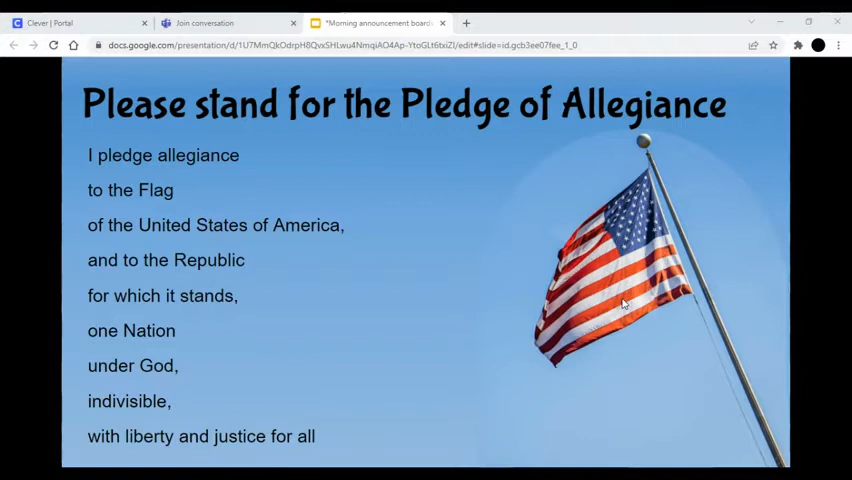 Clever | Portal
Join conversation
*Morning announcement boards
docs.google.com/presentation/d/1U7MmQkOdrpH8QvxSHLwu4NmqiAO4Ap-YtoGLt6txiZI/edit#slide=id.gcb3ee07fee_1_0
Please stand for the Pledge of Allegiance
I pledge allegiance
to the Flag
of the United States of America,
and to the Republic
for which it stands,
one Nation
under God,
indivisible,
with liberty and justice for all